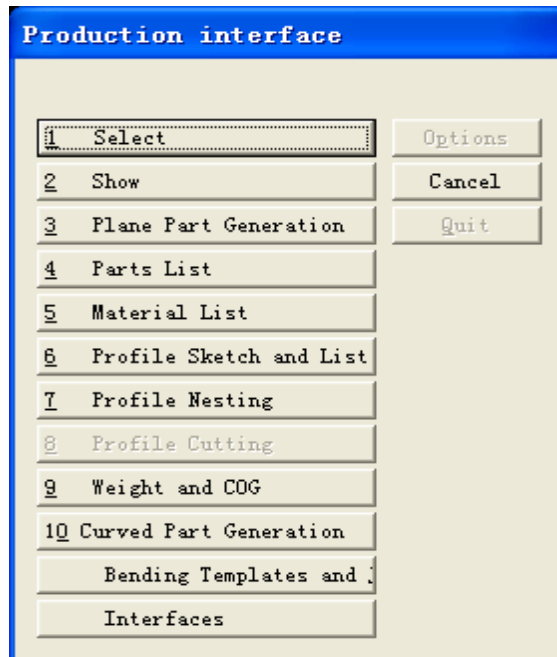 Production interface
1 Select
Options
2 Show
Cancel
3 Plane Part Generation
Quit
4 Parts List
5 Material List
6 Profile Sketch and List
7 Profile Nesting
8 Profile Cutting
9 Weight and COG
10 Curved Part Generation
Bending Templates and
Interfaces